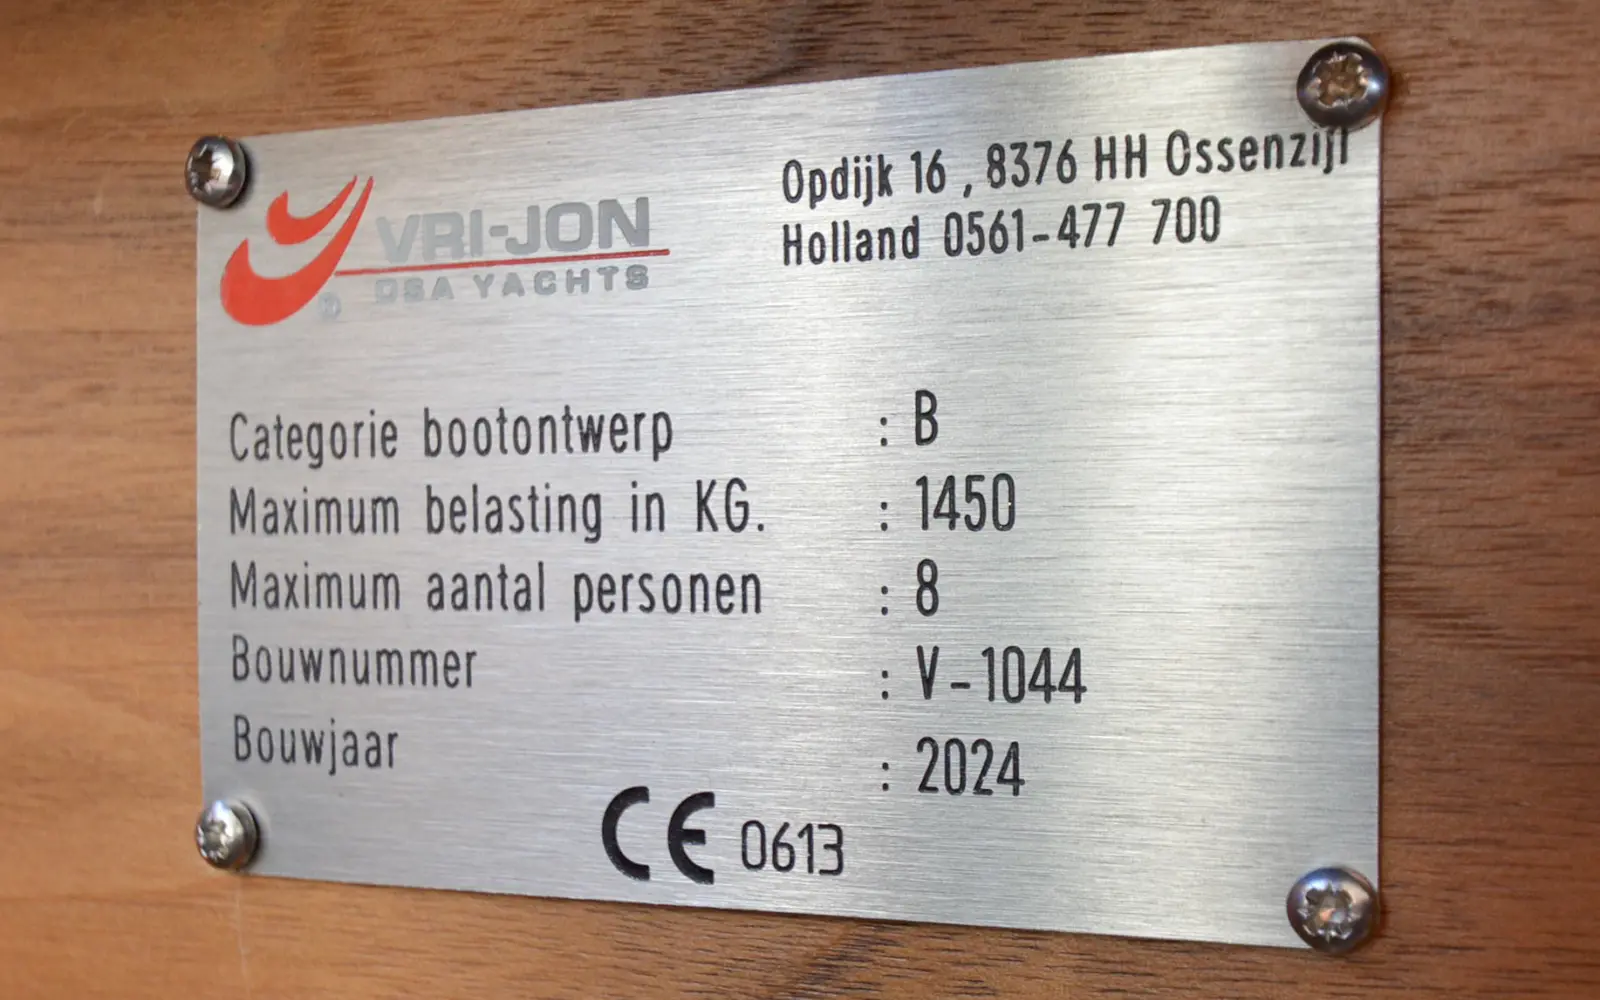 VRI-JON
OSA YACHTS
®
Opdijk 16 , 8376 HH Ossenzijl
Holland 0561-477 700
Categorie bootontwerp : B
Maximum belasting in KG. : 1450
Maximum aantal personen : 8
Bouwnummer : V-1044
Bouwjaar : 2024
CE 0613